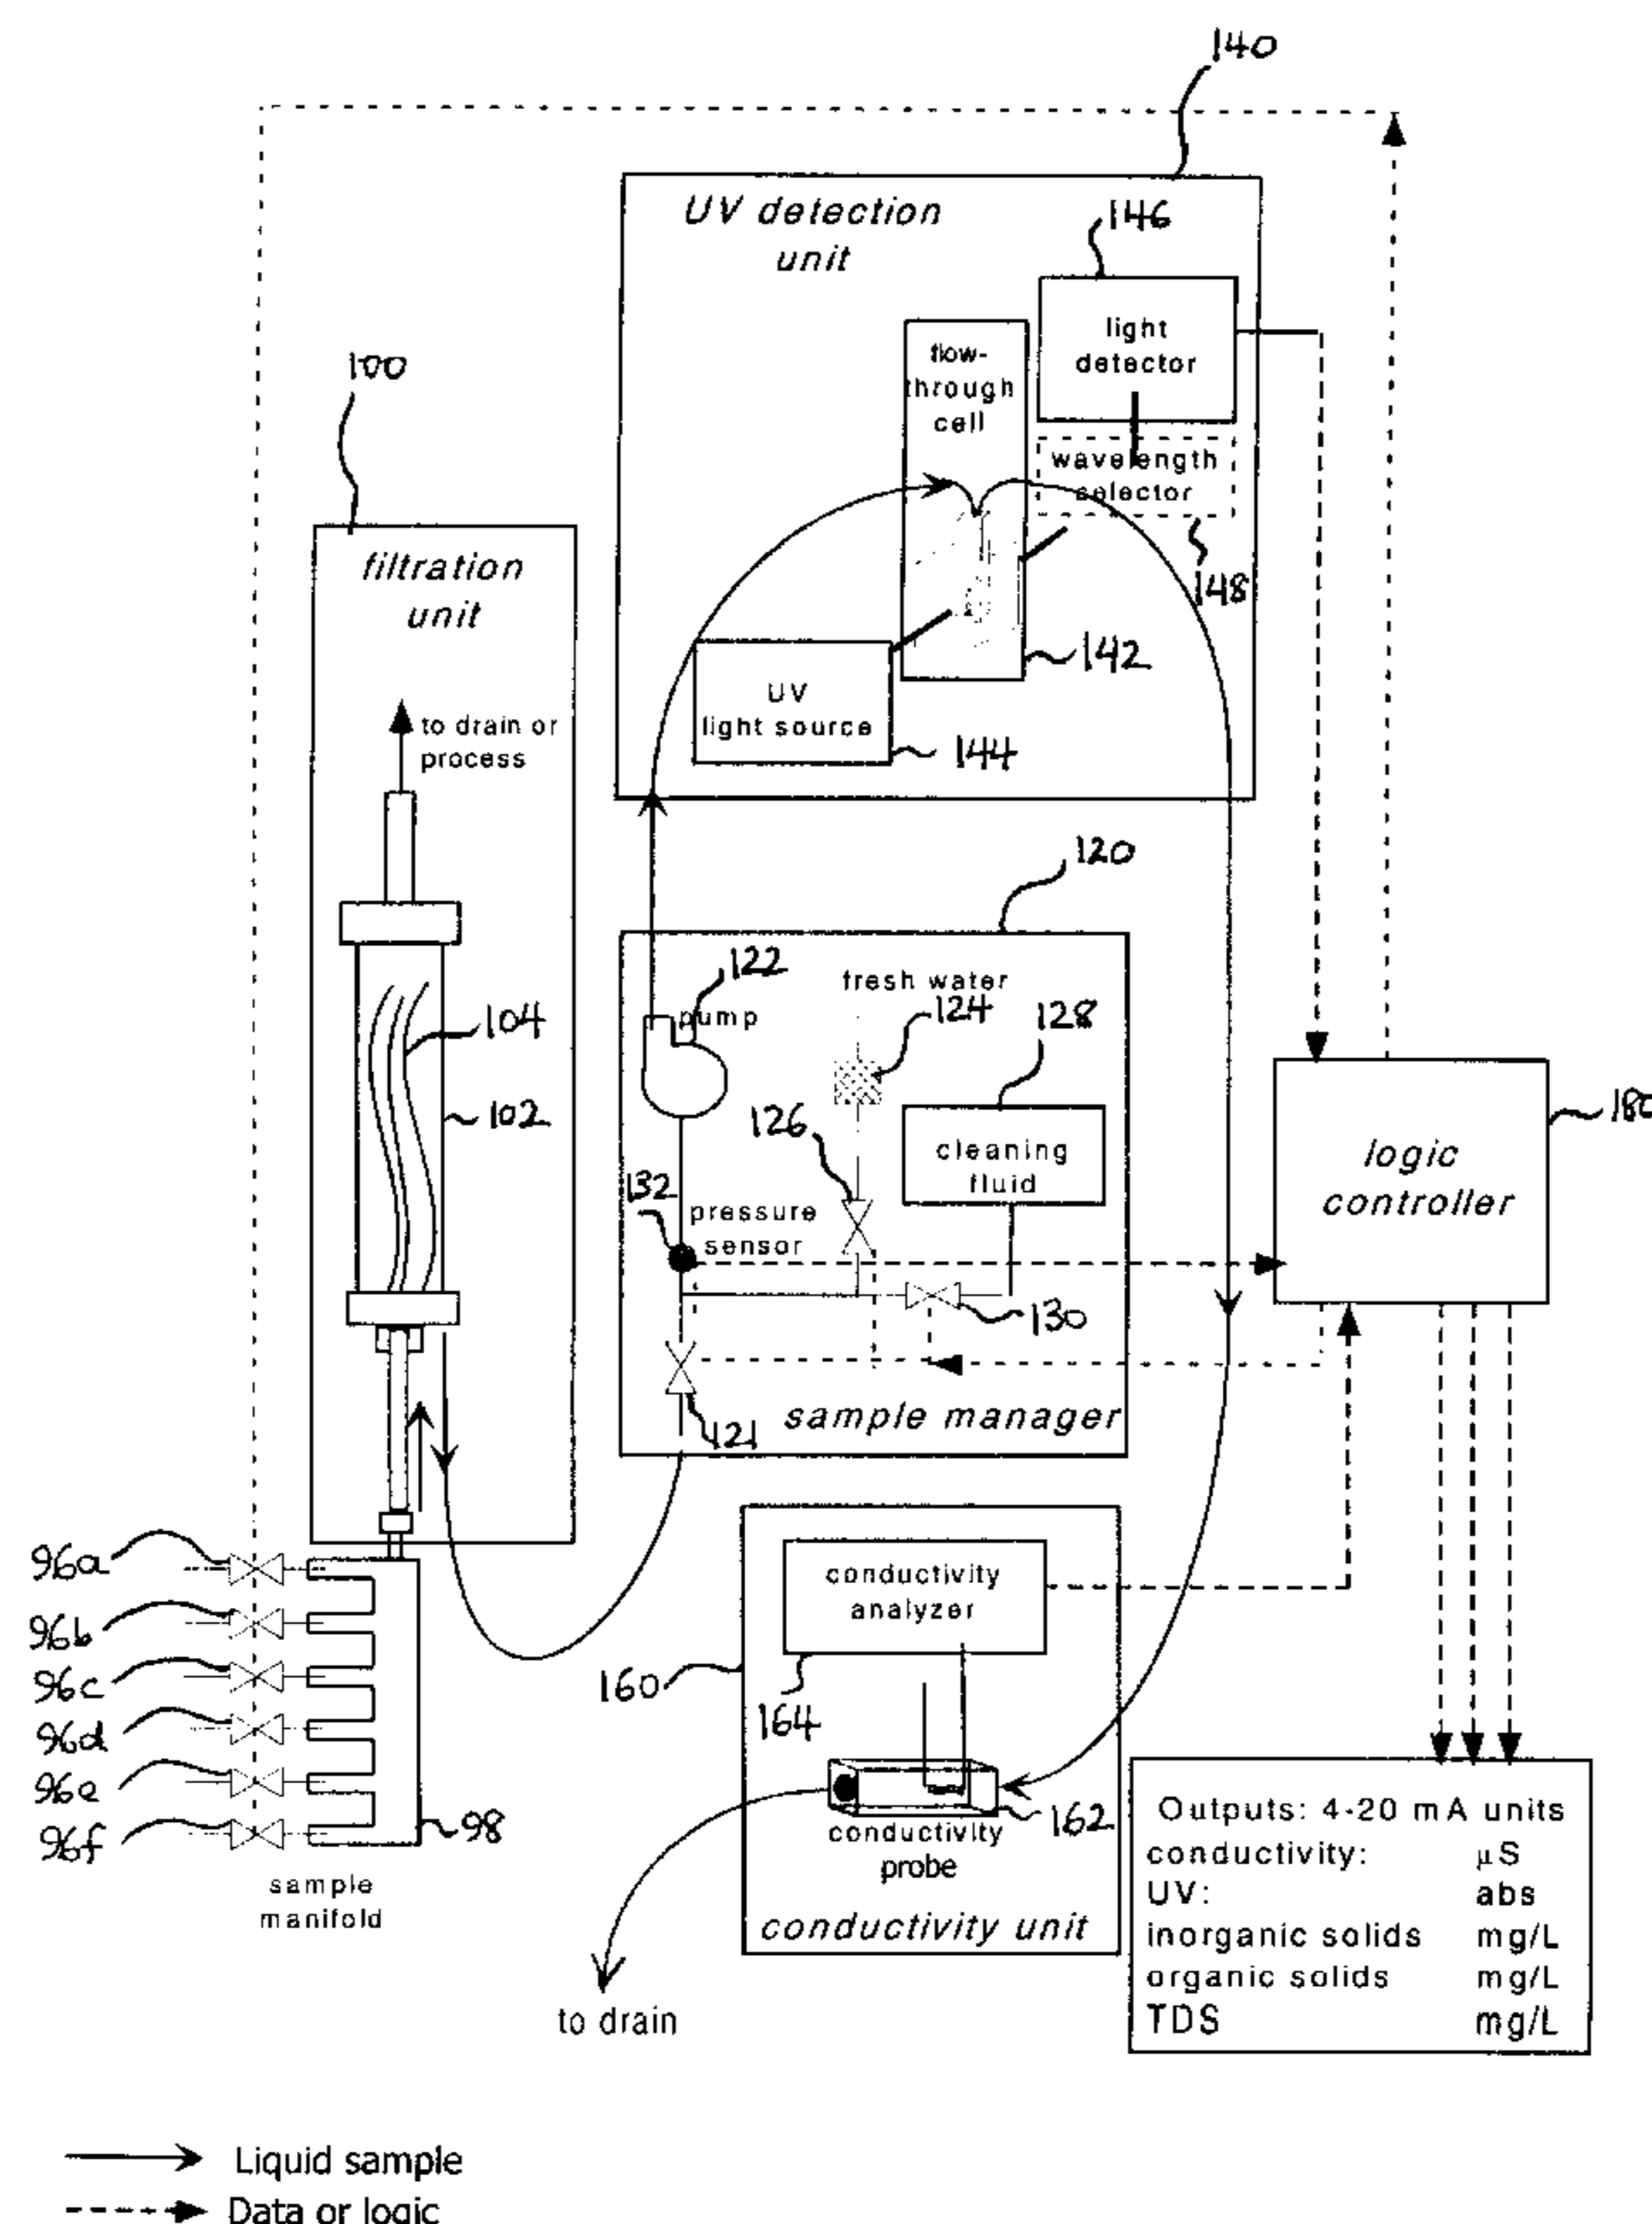 140
UV detection
unit
146
light
detector
flow-
through
cell
wavelength
selector
148
142
UV
light source
144
100
filtration
unit
to drain or
process
104
102
120
122
pump
fresh water
124
128
126
cleaning
fluid
132
pressure
sensor
130
121
sample manager
180
logic
controller
96a
96b
96c
96d
96e
96f
98
sample
manifold
conductivity
analyzer
160
164
162
conductivity
probe
conductivity unit
to drain
Outputs: 4-20 mA units
conductivity: µS
UV: abs
inorganic solids mg/L
organic solids mg/L
TDS mg/L
Liquid sample
Data or logic